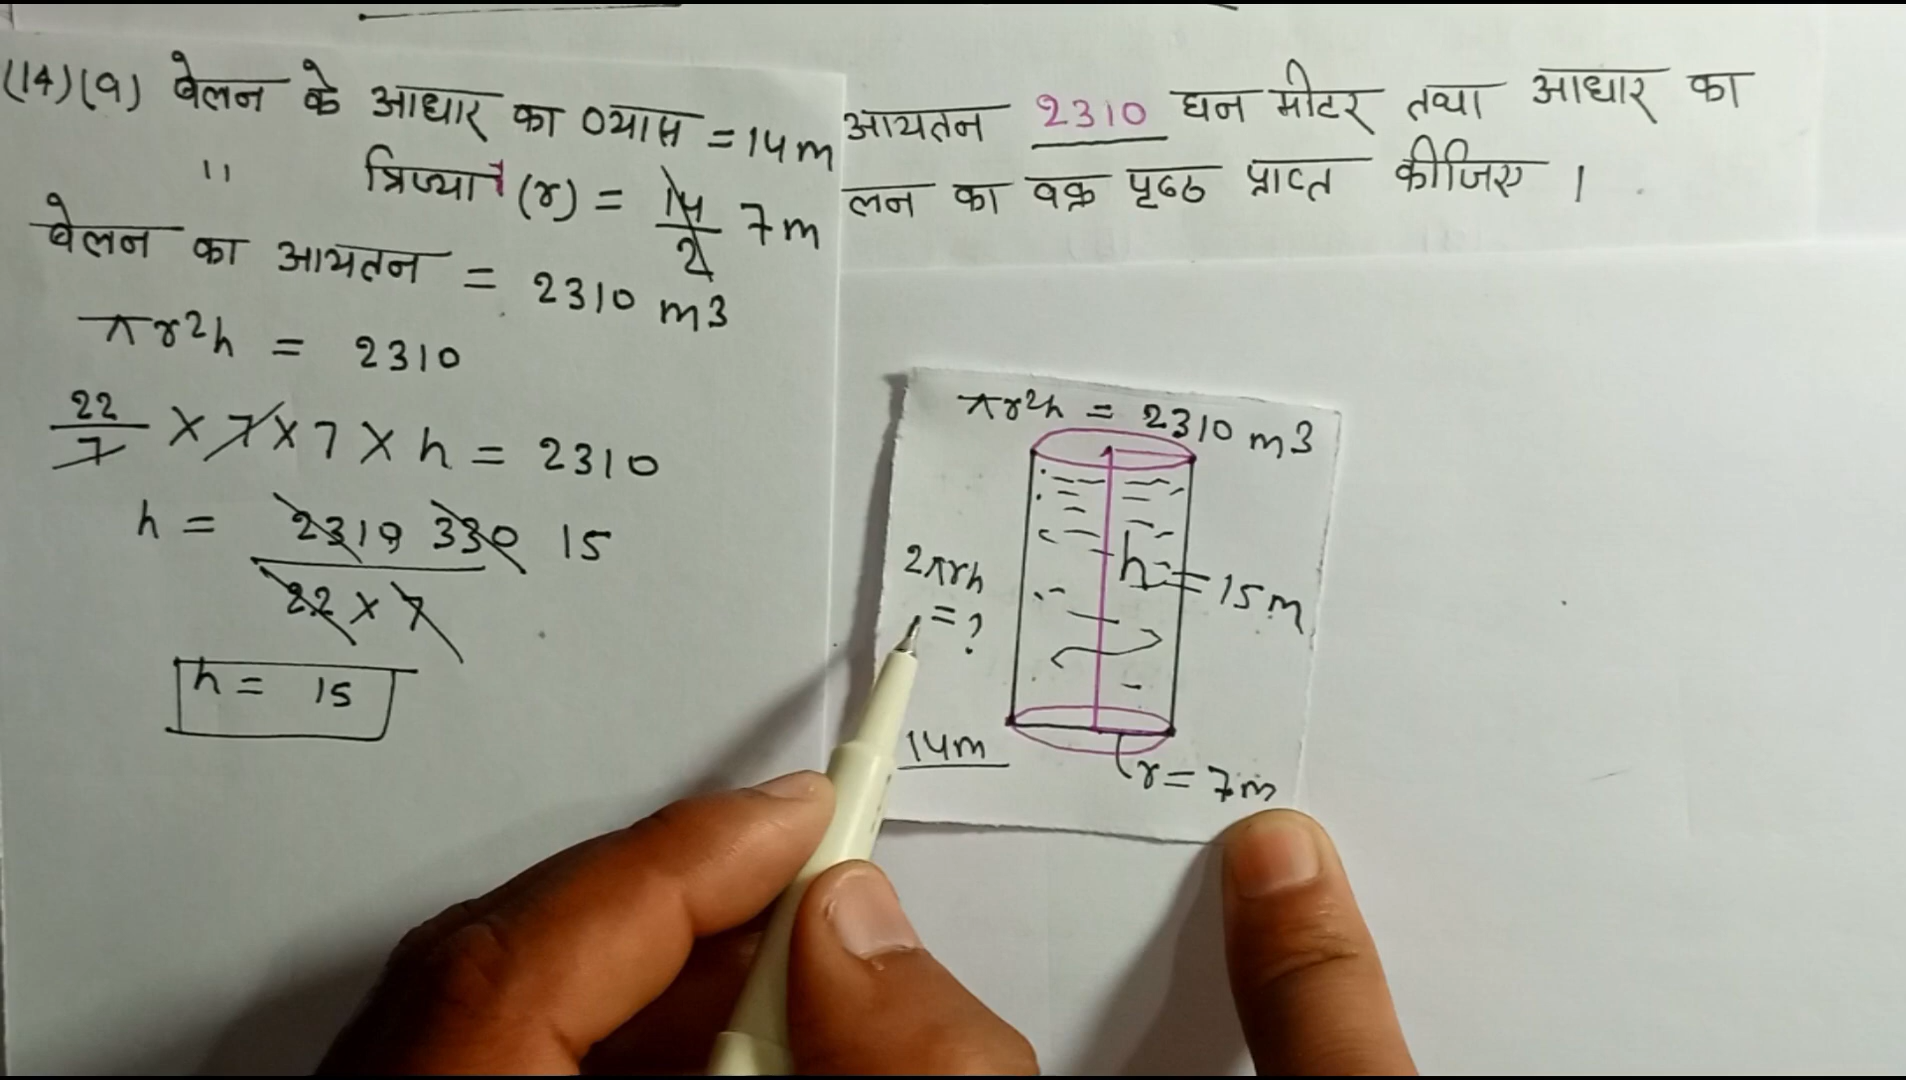 (14)(9) बेलन के आधार का व्यास = 14m
" त्रिज्या (r) = 14/2 7m
बेलन का आयतन = 2310 m3
πr2h = 2310
22/7 × 7 × 7 × h = 2310
h = 2310 330 15
22 × 7
h = 15
आयतन 2310 घन मीटर तथा आधार का
लन का वक्र पृष्ठ प्राप्त कीजिए ।
πr2h = 2310 m3
h = 15m
2πrh
= ?
14m
r = 7m